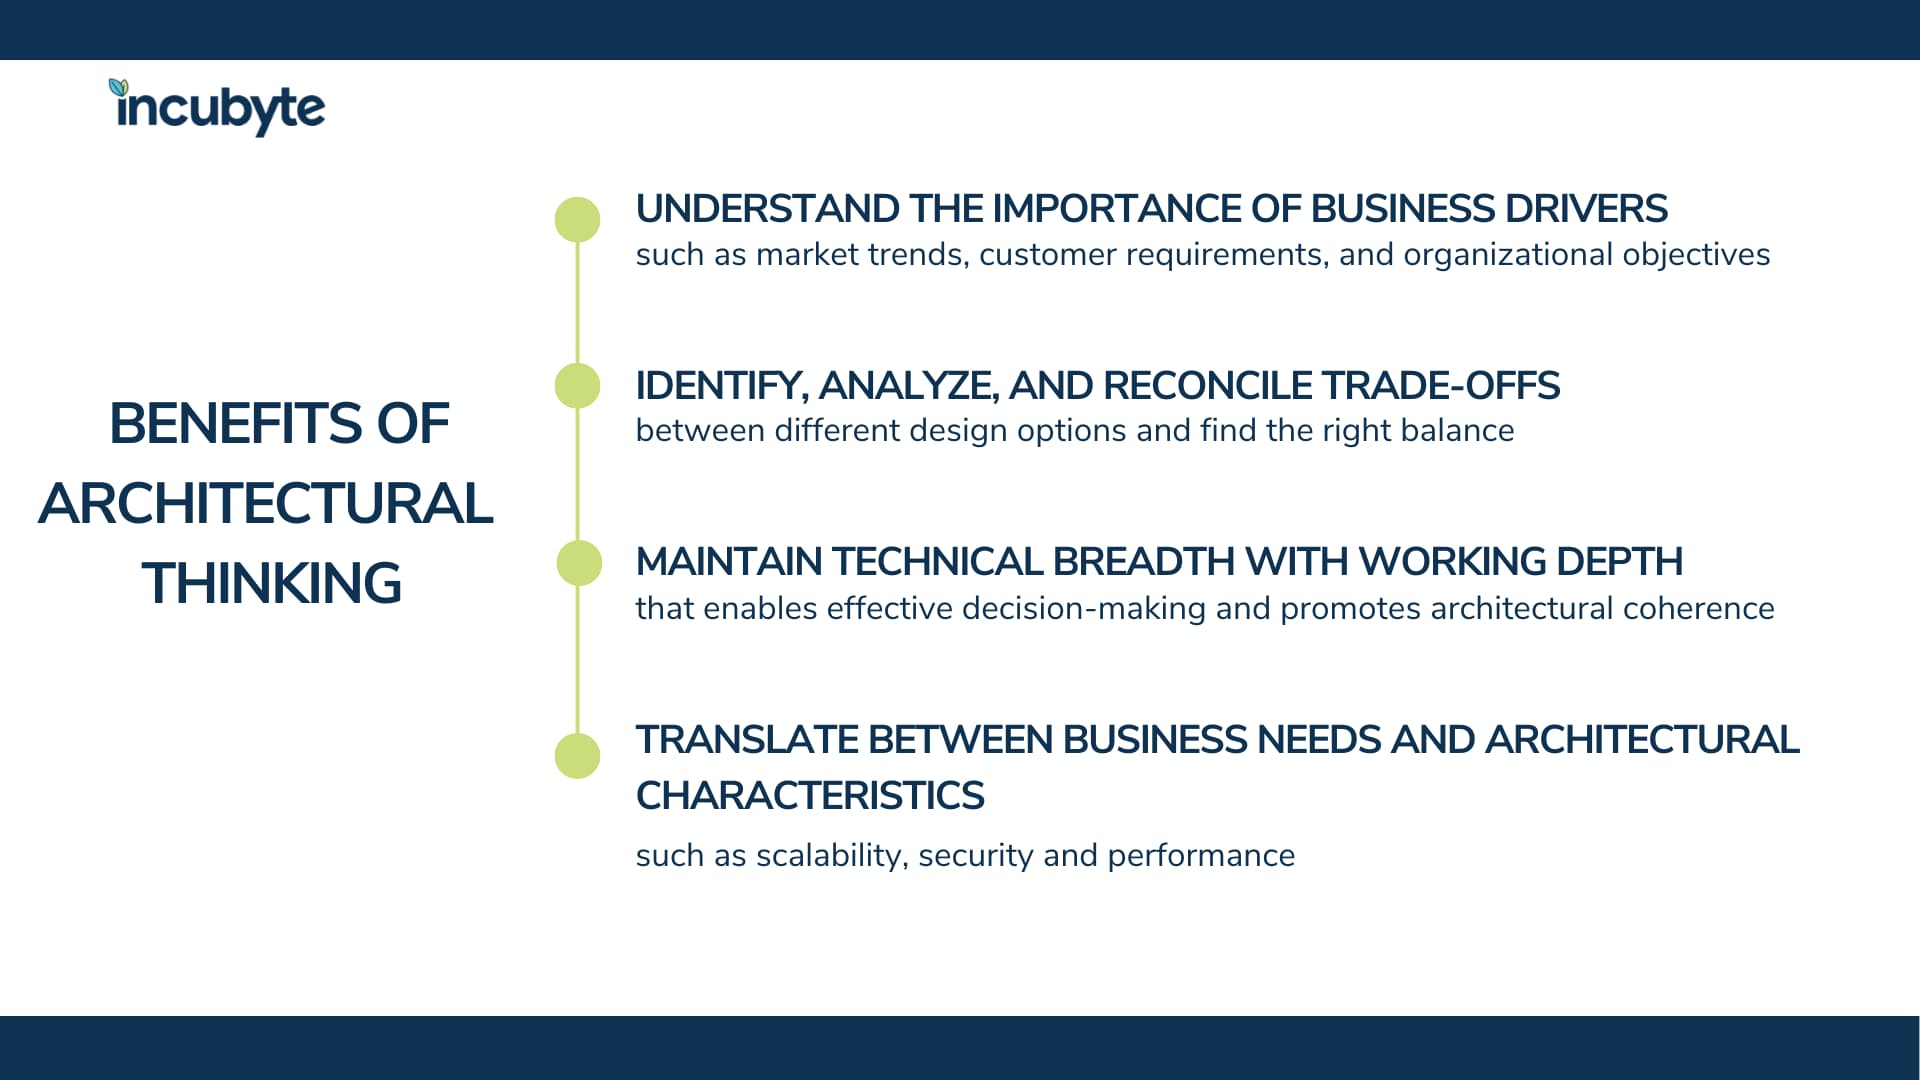 incubyte
BENEFITS OF
ARCHITECTURAL
THINKING
UNDERSTAND THE IMPORTANCE OF BUSINESS DRIVERS
such as market trends, customer requirements, and organizational objectives
IDENTIFY, ANALYZE, AND RECONCILE TRADE-OFFS
between different design options and find the right balance
MAINTAIN TECHNICAL BREADTH WITH WORKING DEPTH
that enables effective decision-making and promotes architectural coherence
TRANSLATE BETWEEN BUSINESS NEEDS AND ARCHITECTURAL
CHARACTERISTICS
such as scalability, security and performance